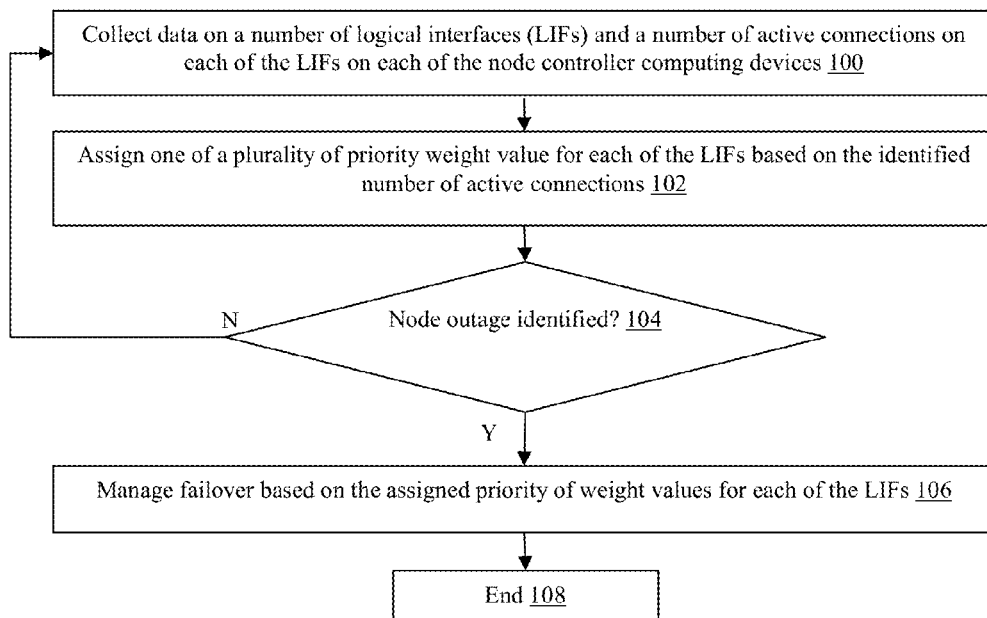 Collect data on a number of logical interfaces (LIFs) and a number of active connections on
each of the LIFs on each of the node controller computing devices 100
Assign one of a plurality of priority weight value for each of the LIFs based on the identified
number of active connections 102
Node outage identified? 104
N
Y
Manage failover based on the assigned priority of weight values for each of the LIFs 106
End 108